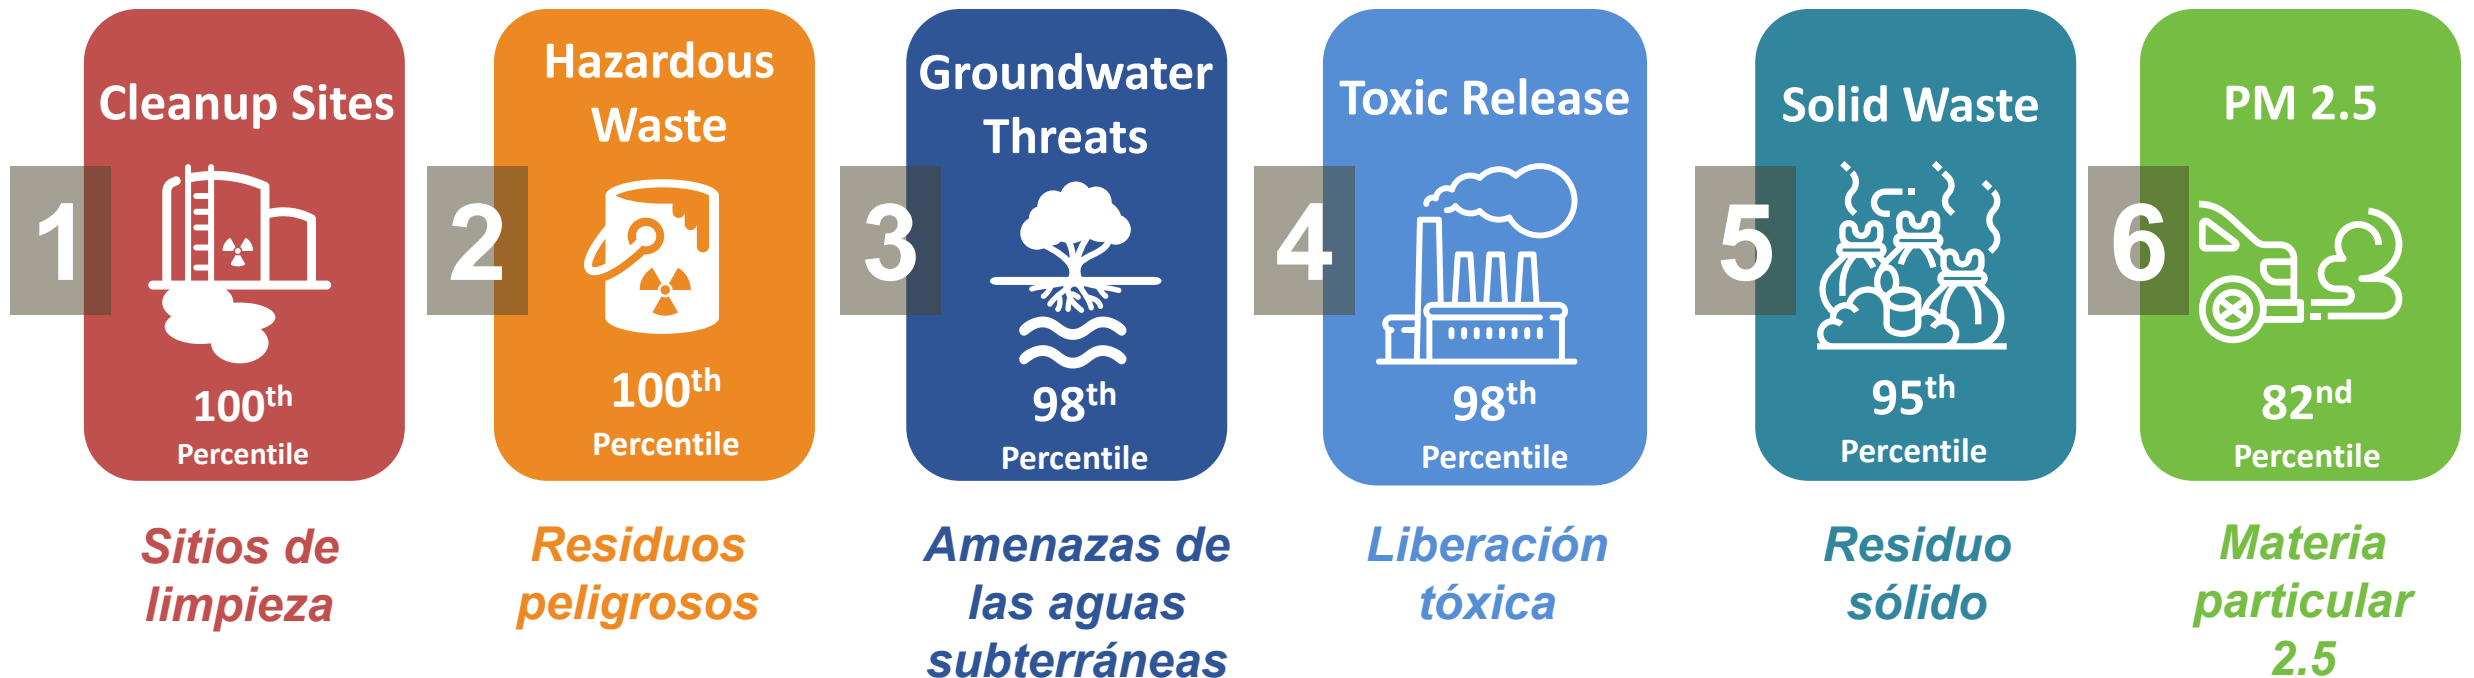 1
Cleanup Sites
100th
Percentile
Sitios de
limpieza
2
Hazardous
Waste
100th
Percentile
Residuos
peligrosos
3
Groundwater
Threats
98th
Percentile
Amenazas de
las aguas
subterráneas
4
Toxic Release
98th
Percentile
Liberación
tóxica
5
Solid Waste
95th
Percentile
Residuo
sólido
6
PM 2.5
82nd
Percentile
Materia
particular
2.5